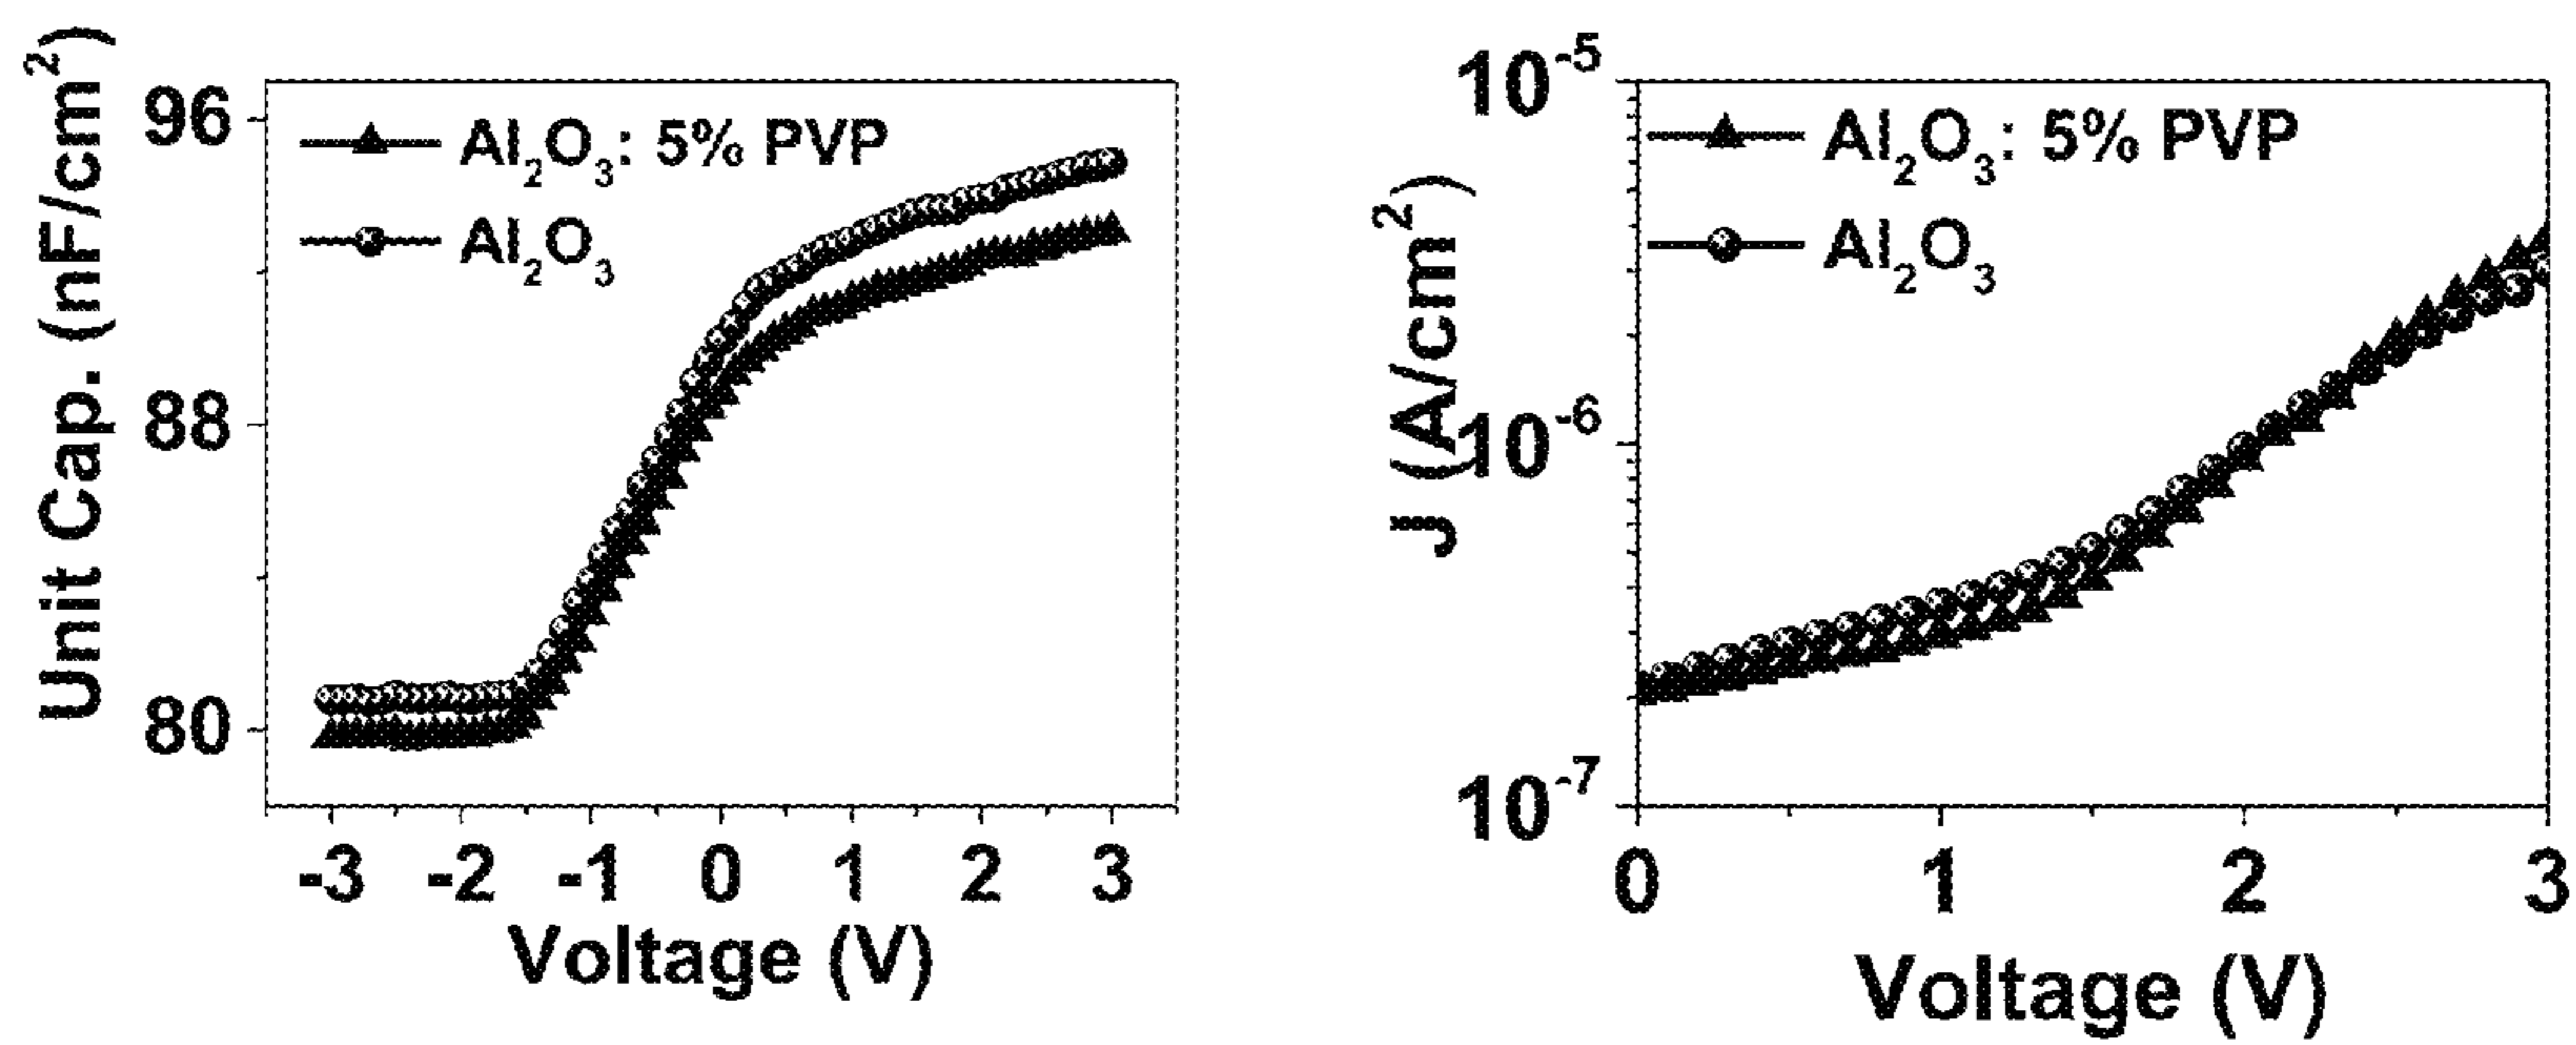 Unit Cap. (nF/cm²)
96
88
80
Al₂O₃: 5% PVP
Al₂O₃
-3 -2 -1 0 1 2 3
Voltage (V)
J (A/cm²)
10⁻⁵
10⁻⁶
10⁻⁷
Al₂O₃: 5% PVP
Al₂O₃
0 1 2 3
Voltage (V)